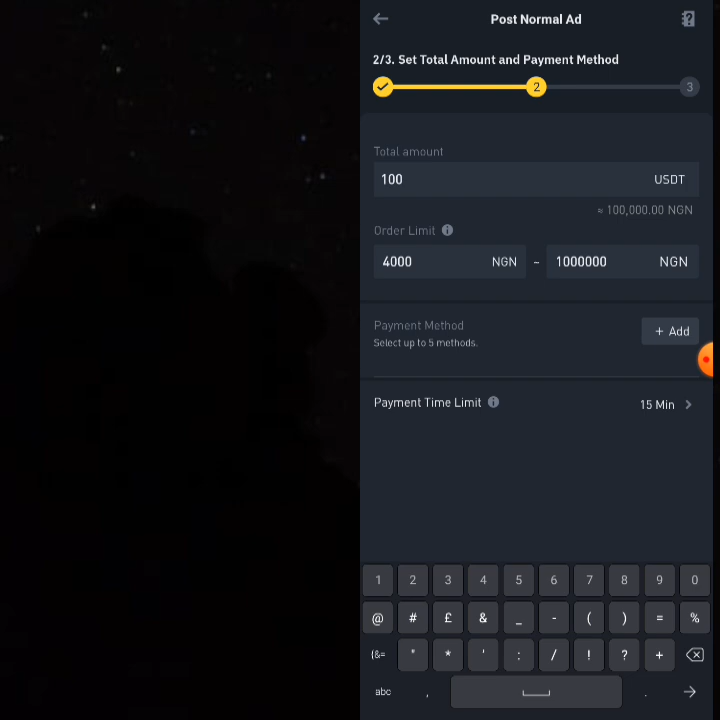 Post Normal Ad
2/3. Set Total Amount and Payment Method
2 3
Total amount
100 USDT
≈ 100,000.00 NGN
Order Limit
4000 NGN - 1000000 NGN
Payment Method
+ Add
Select up to 5 methods.
Payment Time Limit 15 Min >
1 2 3 4 5 6 7 8 9 0
@ # £ & _ - ( ) = %
{&= " * ' : / ! ? +
abc , .